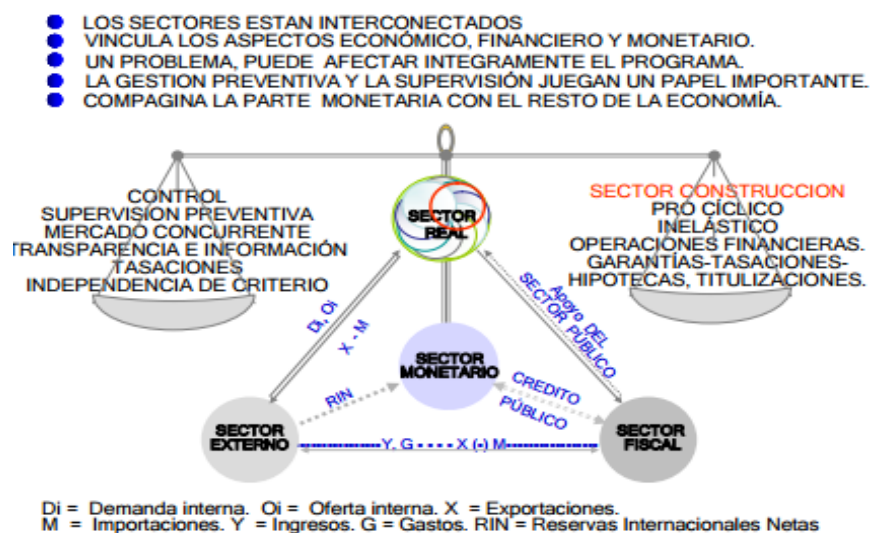 LOS SECTORES ESTAN INTERCONECTADOS
VINCULA LOS ASPECTOS ECONÓMICO, FINANCIERO Y MONETARIO.
UN PROBLEMA, PUEDE AFECTAR INTEGRAMENTE EL PROGRAMA.
LA GESTION PREVENTIVA Y LA SUPERVISIÓN JUEGAN UN PAPEL IMPORTANTE.
COMPAGINA LA PARTE MONETARIA CON EL RESTO DE LA ECONOMÍA.
CONTROL
SUPERVISION PREVENTIVA
MERCADO CONCURRENTE
TRANSPARENCIA E INFORMACIÓN
TASACIONES
INDEPENDENCIA DE CRITERIO
SECTOR
REAL
SECTOR CONSTRUCCION
PRO CÍCLICO
INELÁSTICO
OPERACIONES FINANCIERAS.
GARANTÍAS-TASACIONES-
HIPOTECAS, TITULIZACIONES.
Di, Oi
X - M
Apoyo DEL
SECTOR PÚBLICO
SECTOR
MONETARIO
RIN
CREDITO
PÚBLICO
SECTOR
EXTERNO
Y, G - - - - X (-) M
SECTOR
FISCAL
Di = Demanda interna. Oi = Oferta interna. X = Exportaciones.
M = Importaciones. Y = Ingresos. G = Gastos. RIN = Reservas Internacionales Netas